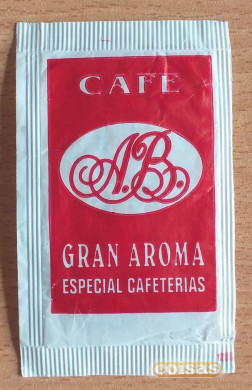 CAFE
A.B.
GRAN AROMA
ESPECIAL CAFETERIAS
coisas